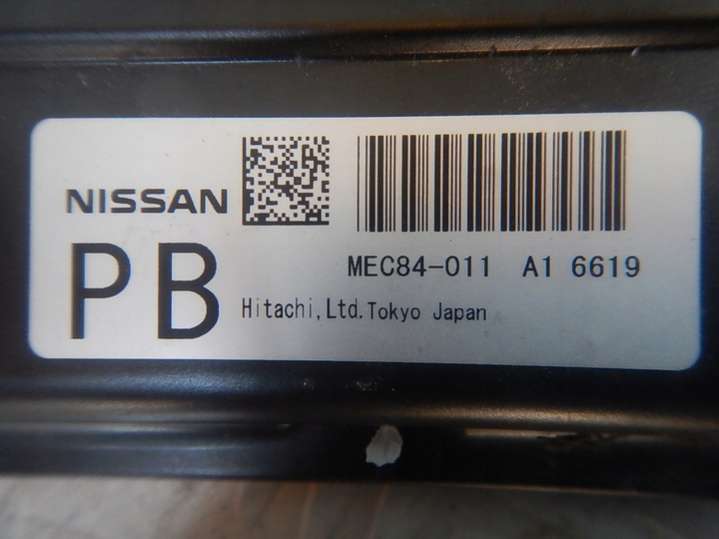 NISSAN
PB
MEC84-011 A1 6619
Hitachi,Ltd.Tokyo Japan